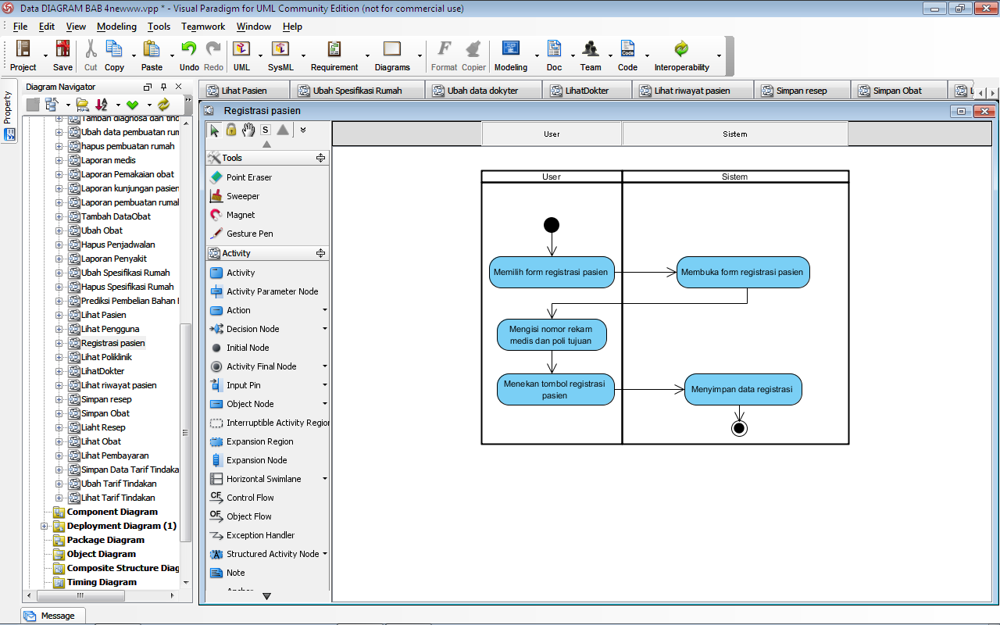 Data DIAGRAM BAB 4newww.vpp * - Visual Paradigm for UML Community Edition (not for commercial use)
File Edit View Modeling Tools Teamwork Window Help
Project Save Cut Copy Paste Undo Redo UML SysML Requirement Diagrams Format Copier Modeling Doc Team Code Interoperability
Property
Diagram Navigator
Tambah diagnosa dan tind
Ubah data pembuatan rum
hapus pembuatan rumah
Laporan medis
Laporan Pemakaian obat
Laporan kunjungan pasien
Laporan pembuatan rumal
Tambah DataObat
Ubah Obat
Hapus Penjadwalan
Laporan Penyakit
Ubah Spesifikasi Rumah
Hapus Spesifikasi Rumah
Prediksi Pembelian Bahan
Lihat Pasien
Lihat Pengguna
Registrasi pasien
Lihat Poliklinik
LihatDokter
Lihat riwayat pasien
Simpan resep
Simpan Obat
Liaht Resep
Lihat Obat
Lihat Pembayaran
Simpan Data Tarif Tindaka
Ubah Tarif Tindakan
Lihat Tarif Tindakan
Component Diagram
Deployment Diagram (1)
Package Diagram
Object Diagram
Composite Structure Diag
Timing Diagram
Message
Lihat Pasien Ubah Spesifikasi Rumah Ubah data dokyter LihatDokter Lihat riwayat pasien Simpan resep Simpan Obat
Registrasi pasien
S
Tools
Point Eraser
Sweeper
Magnet
Gesture Pen
Activity
Activity
Activity Parameter Node
Action
Decision Node
Initial Node
Activity Final Node
Input Pin
Object Node
Interruptible Activity Region
Expansion Region
Expansion Node
Horizontal Swimlane
CF Control Flow
OF Object Flow
Exception Handler
Structured Activity Node
Note
Anchor
User Sistem
User Sistem
Memilih form registrasi pasien
Membuka form registrasi pasien
Mengisi nomor rekam
medis dan poli tujuan
Menekan tombol registrasi
pasien
Menyimpan data registrasi